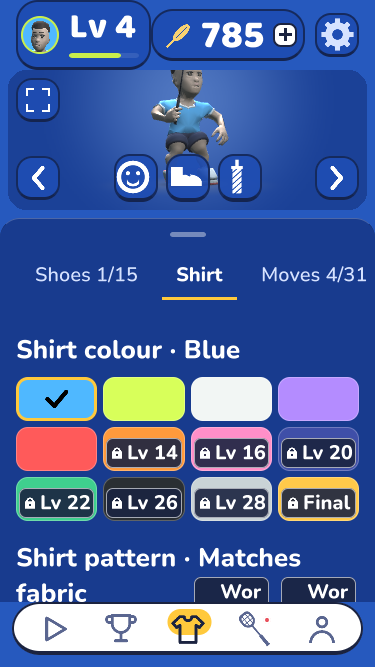 Lv 4
785
Shoes 1/15
Shirt
Moves 4/31
Shirt colour · Blue
Lv 14
Lv 16
Lv 20
Lv 22
Lv 26
Lv 28
Final
Shirt pattern · Matches
fabric
Wor
Wor